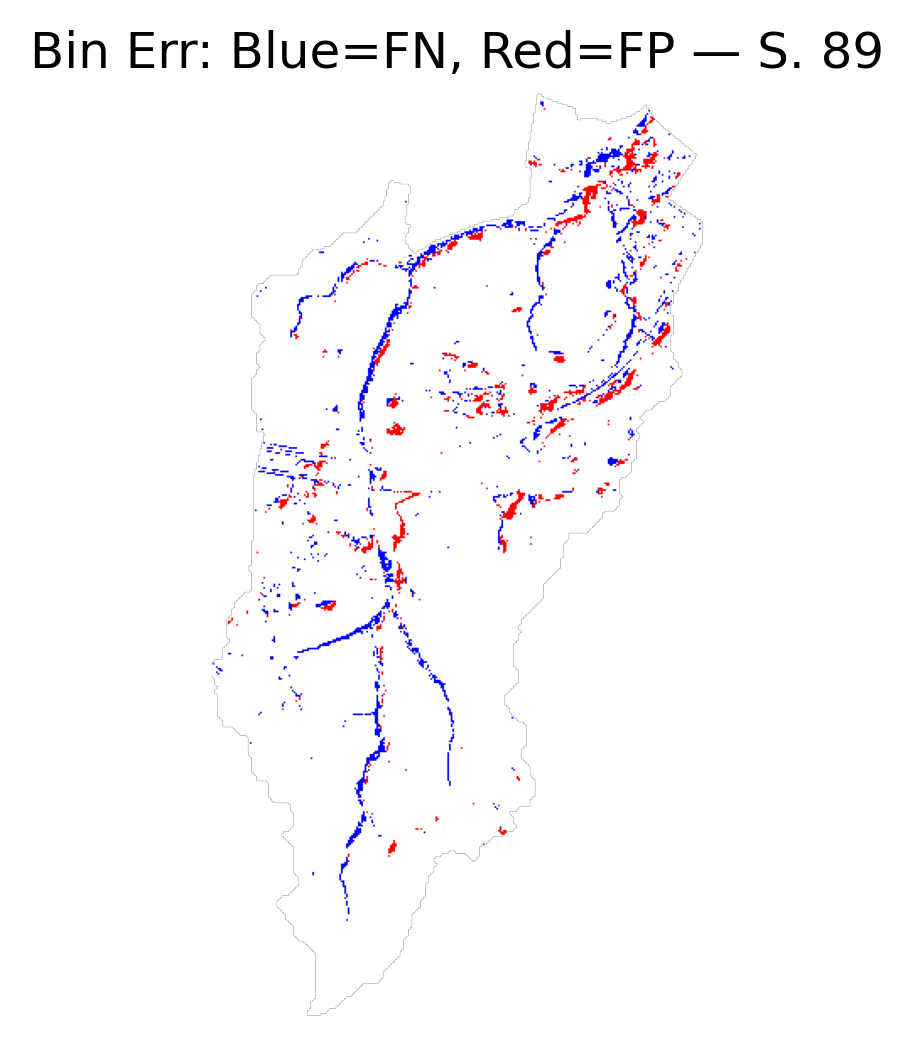 Bin Err: Blue=FN, Red=FP — S. 89